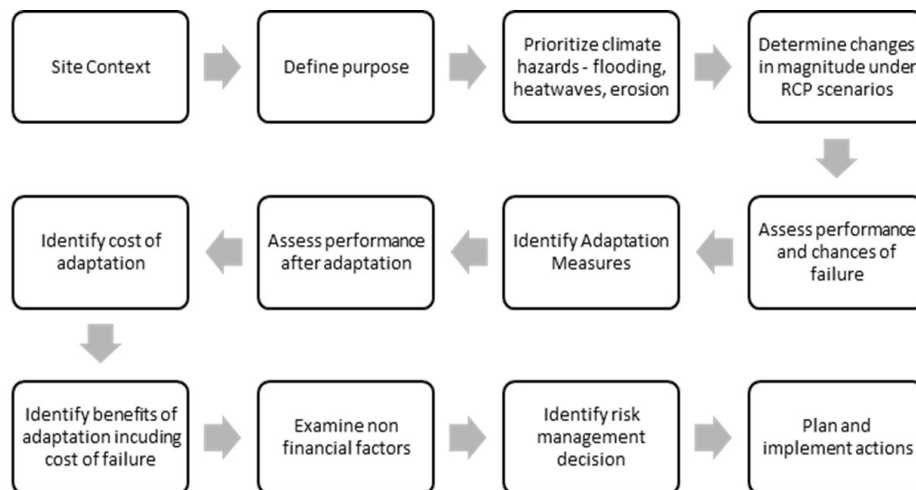 Site Context
Define purpose
Prioritize climate
hazards - flooding,
heatwaves, erosion
Determine changes
in magnitude under
RCP scenarios
Assess performance
and chances of
failure
Identify Adaptation
Measures
Assess performance
after adaptation
Identify cost of
adaptation
Identify benefits of
adaptation incuding
cost of failure
Examine non
financial factors
Identify risk
management
decision
Plan and
implement actions